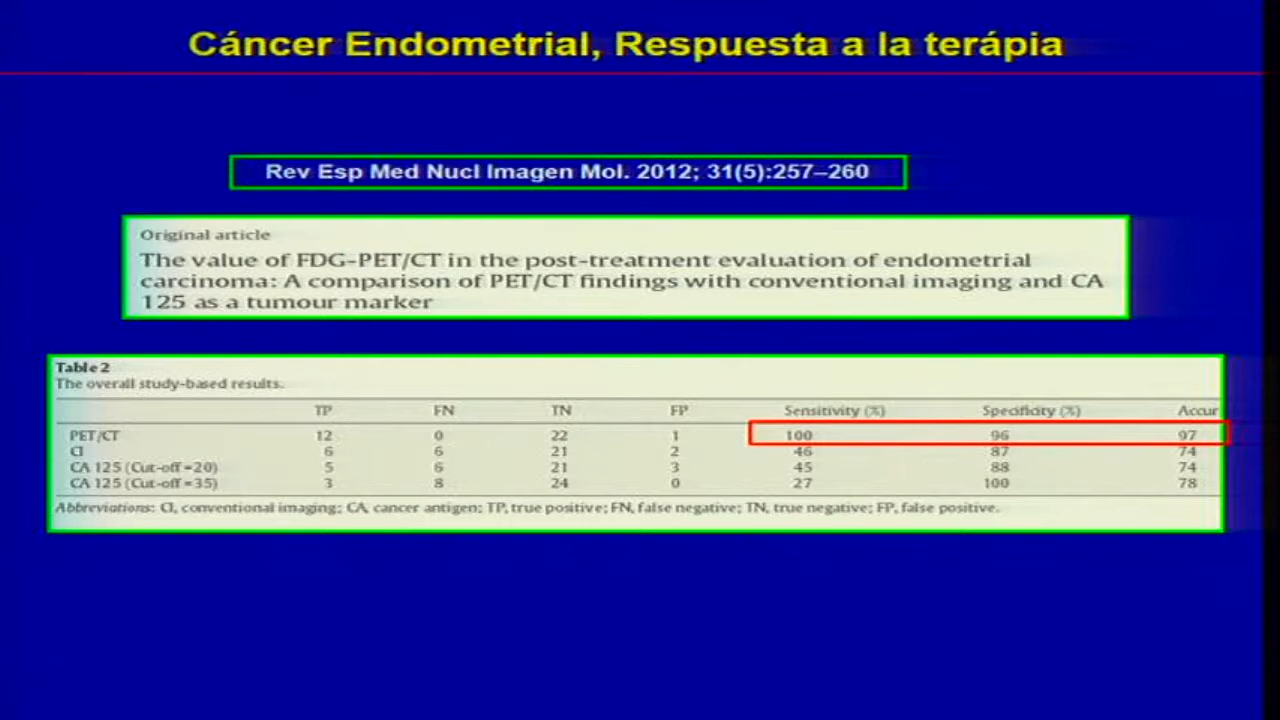 Cáncer Endometrial, Respuesta a la terápia
Rev Esp Med Nucl Imagen Mol. 2012; 31(5):257–260
Original article
The value of FDG-PET/CT in the post-treatment evaluation of endometrial
carcinoma: A comparison of PET/CT findings with conventional imaging and CA
125 as a tumour marker
Table 2
The overall study-based results.
TP FN TN FP Sensitivity (%) Specificity (%) Accur
PET/CT 12 0 22 1 100 96 97
CI 6 6 21 2 46 87 74
CA 125 (Cut-off=20) 5 6 21 3 45 88 74
CA 125 (Cut-off=35) 3 8 24 0 27 100 78
Abbreviations: CI, conventional imaging; CA, cancer antigen; TP, true positive; FN, false negative; TN, true negative; FP, false positive.